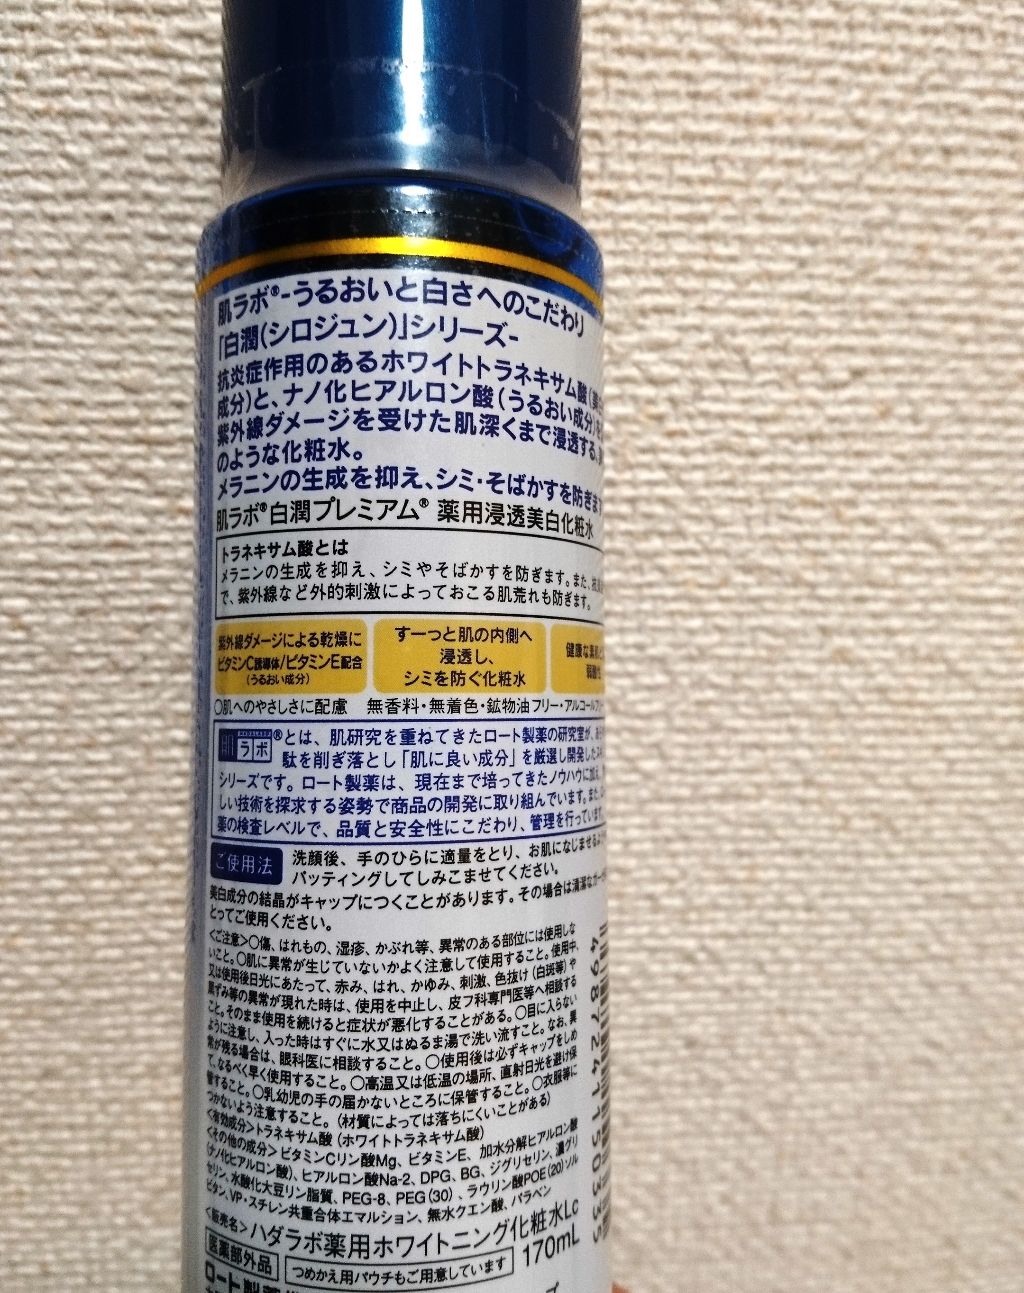 肌ラボ®-うるおいと白さへのこだわり
「白潤(シロジュン)」シリーズ-
抗炎症作用のあるホワイトトラネキサム酸(
成分)と、ナノ化ヒアルロン酸(うるおい成分)
紫外線ダメージを受けた肌深くまで浸透する、
のような化粧水。
メラニンの生成を抑え、シミ・そばかすを防ぎます
肌ラボ®白潤プレミアム® 薬用浸透美白化粧水
トラネキサム酸とは
メラニンの生成を抑え、シミやそばかすを防ぎます。また、
で、紫外線など外的刺激によっておこる肌荒れも防ぎます。
紫外線ダメージによる乾燥に
ビタミンC誘導体/ビタミンE配合
(うるおい成分)
すーっと肌の内側へ
浸透し、
シミを防ぐ化粧水
健康な素肌と
弱酸性
○肌へのやさしさに配慮 無香料・無着色・鉱物油フリー・アルコールフリー
肌ラボ®とは、肌研究を重ねてきたロート製薬の研究室が、
駄を削ぎ落とし「肌に良い成分」を厳選し開発した
シリーズです。ロート製薬は、現在まで培ってきたノウハウに加え、
しい技術を探求する姿勢で商品の開発に取り組んでいます。また、
薬の検査レベルで、品質と安全性にこだわり、管理を行っています。
ご使用法 洗顔後、手のひらに適量をとり、お肌になじませるよう
パッティングしてしみこませてください。
美白成分の結晶がキャップにつくことがあります。その場合は清潔なガーゼ
とってご使用ください。
<ご注意>○傷、はれもの、湿疹、かぶれ等、異常のある部位には使用しな
いこと。○肌に異常が生じていないかよく注意して使用すること。使用中、
又は使用後日光にあたって、赤み、はれ、かゆみ、刺激、色抜け(白斑等)や
黒ずみ等の異常が現れた時は、使用を中止し、皮フ科専門医等へ相談する
こと。そのまま使用を続けると症状が悪化することがある。○目に入らない
ように注意し、入った時はすぐに水又はぬるま湯で洗い流すこと。なお、異
常が残る場合は、眼科医に相談すること。○使用後は必ずキャップをしめ
て、なるべく早く使用すること。○高温又は低温の場所、直射日光を避け保
管すること。○乳幼児の手の届かないところに保管すること。○衣服等に
つかないよう注意すること。(材質によっては落ちにくいことがある)
<有効成分>トラネキサム酸(ホワイトトラネキサム酸)
<その他の成分>ビタミンCリン酸Mg、ビタミンE、加水分解ヒアルロン酸
(ナノ化ヒアルロン酸)、ヒアルロン酸Na-2、DPG、BG、ジグリセリン、濃グリ
セリン、水酸化大豆リン脂質、PEG-8、PEG(30)、ラウリン酸POE(20)ソル
ビタン、VP・スチレン共重合体エマルション、無水クエン酸、パラベン
<販売名>ハダラボ薬用ホワイトニング化粧水Lc
医薬部外品 つめかえ用パウチもご用意しています 170mL
ロート製薬
4987241150335